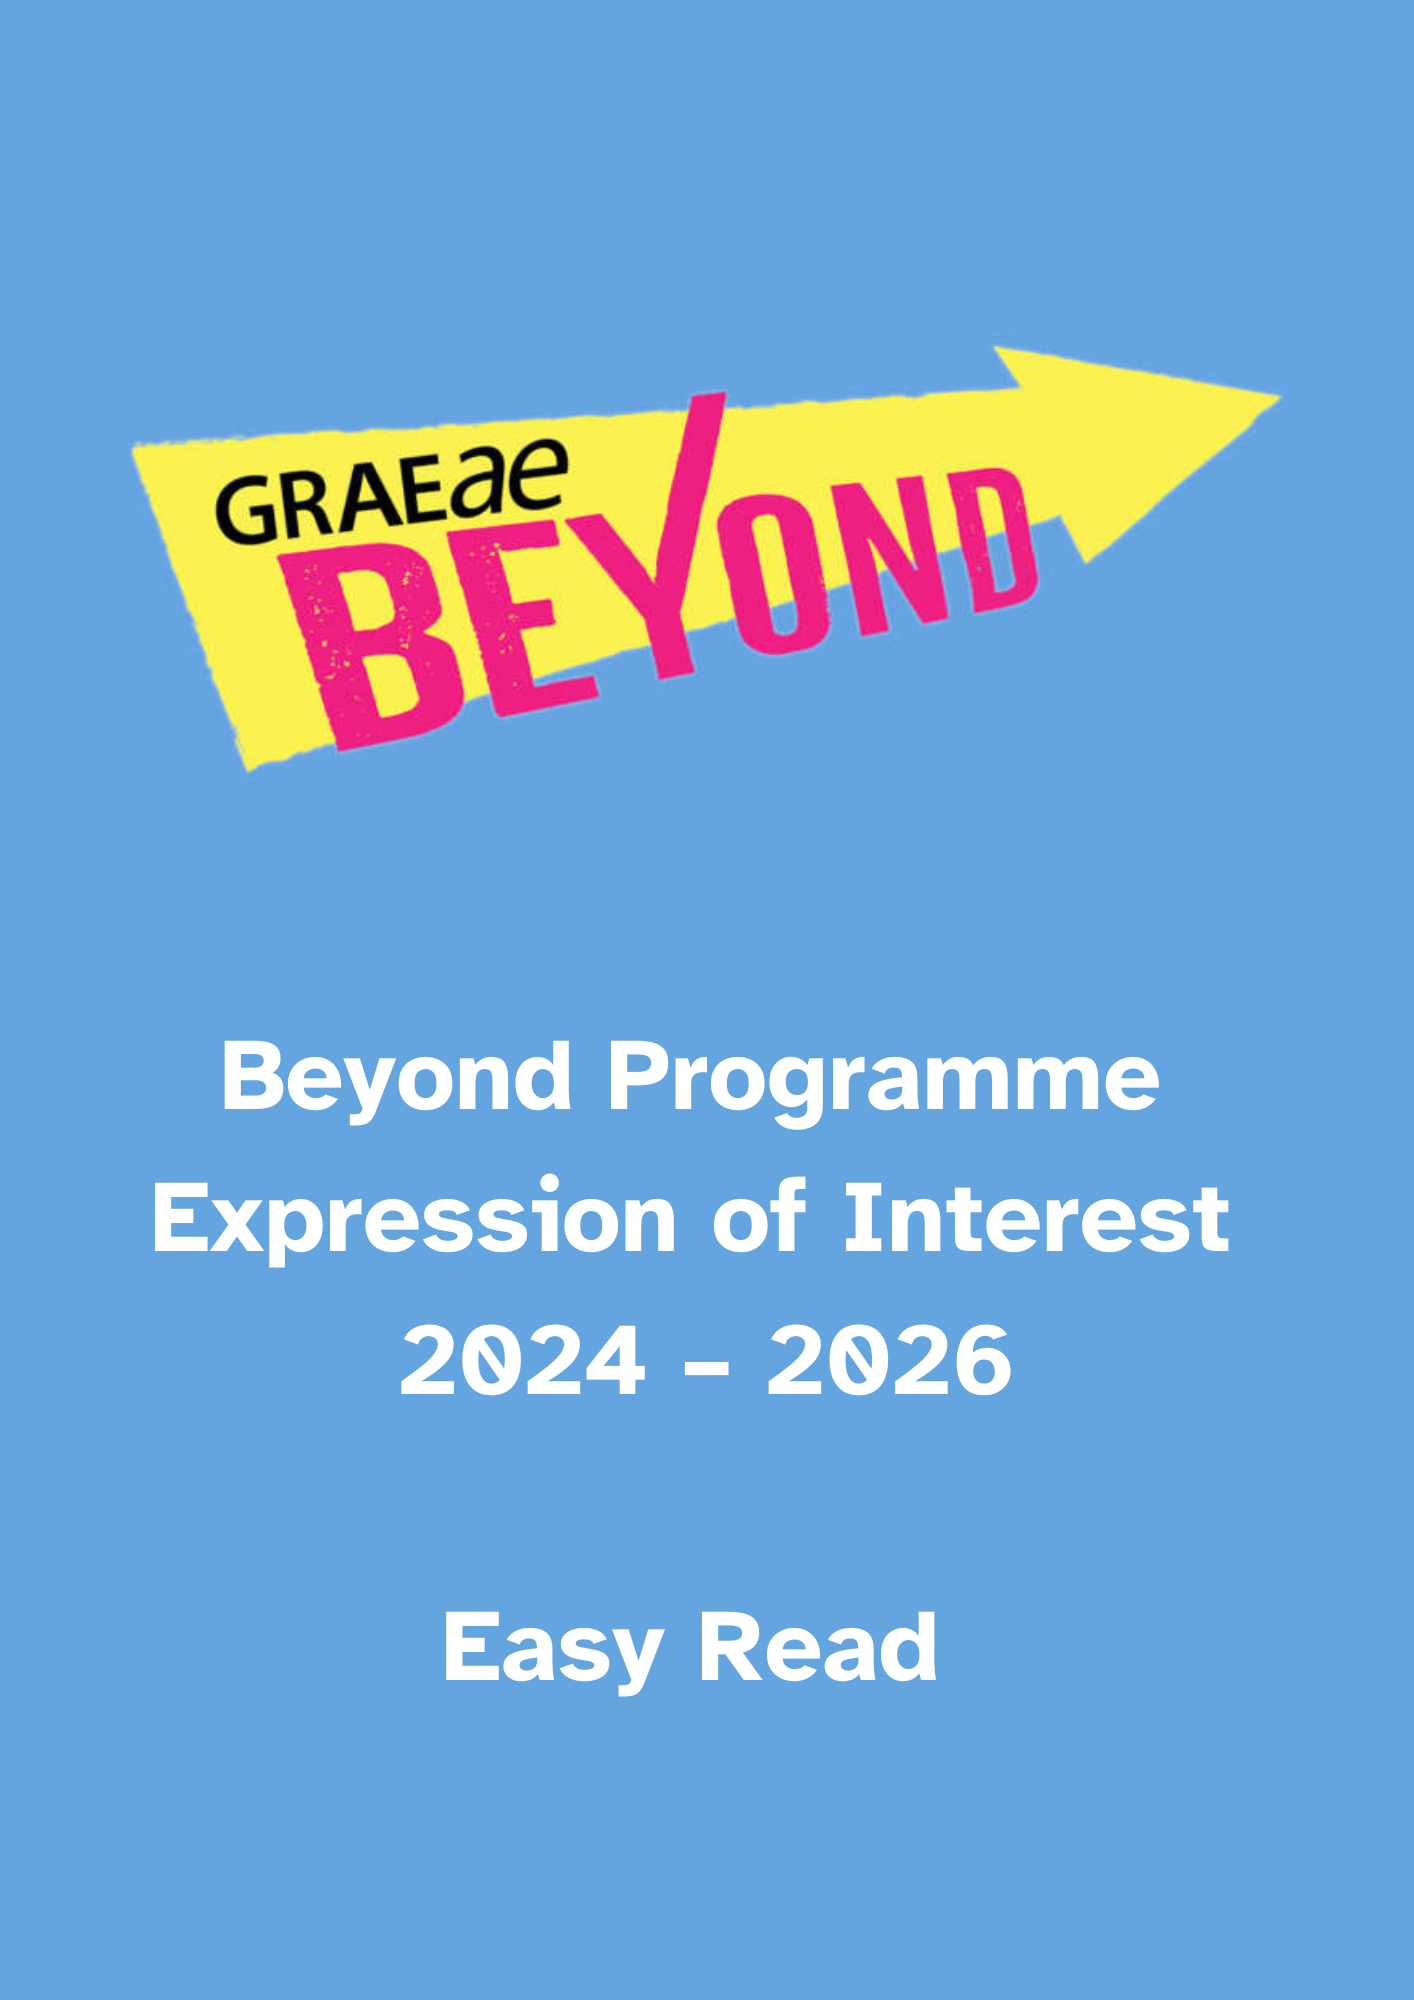 GRAEae
BEYOND
Beyond Programme
Expression of Interest
2024 – 2026
Easy Read